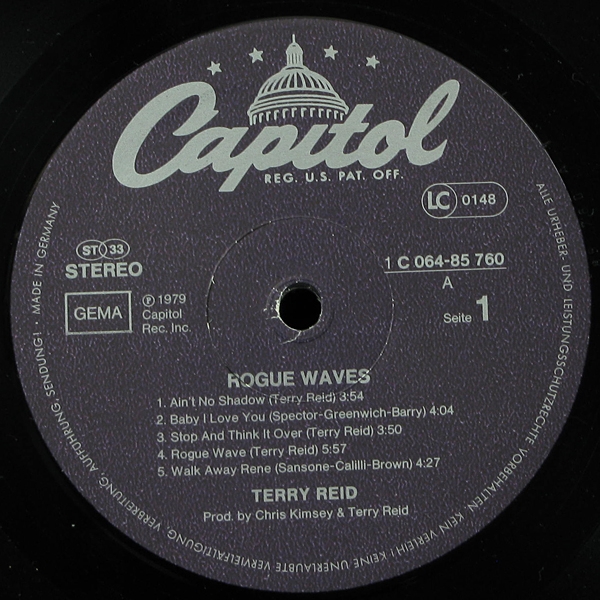 Capitol
REG. U.S. PAT. OFF.
LC 0148
ST 33
STEREO
GEMA
℗ 1979
Capitol
Rec. Inc.
1 C 064-85 760
A
Seite 1
ROGUE WAVES
1. Ain't No Shadow (Terry Reid) 3:54
2. Baby I Love You (Spector-Greenwich-Barry) 4:04
3. Stop And Think It Over (Terry Reid) 3:50
4. Rogue Wave (Terry Reid) 5:57
5. Walk Away Rene (Sansone-Calilli-Brown) 4:27
TERRY REID
Prod. by Chris Kimsey & Terry Reid
ALLE URHEBER- UND LEISTUNGSSCHUTZRECHTE VORBEHALTEN. KEIN VERLEIH! KEINE UNERLAUBTE VERVIELFÄLTIGUNG, VERBREITUNG, AUFFÜHRUNG, SENDUNG! • MADE IN GERMANY